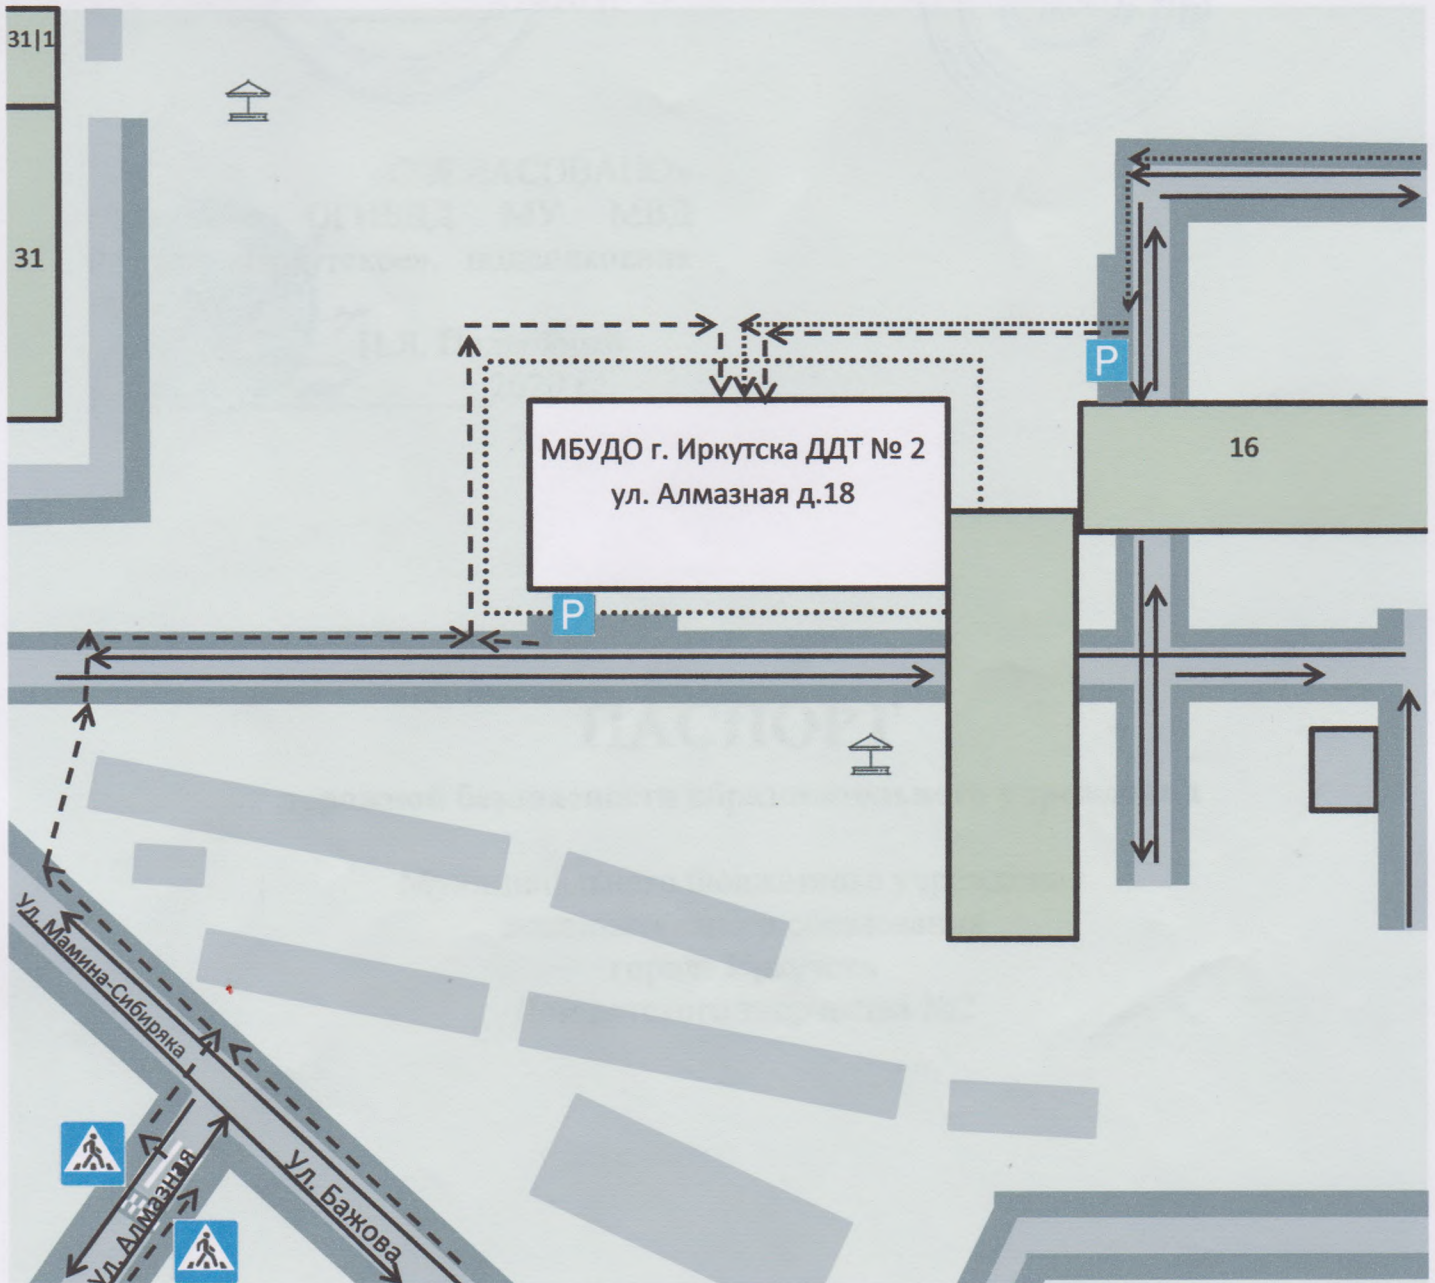 31|1
31
P
МБУДО г. Иркутска ДДТ № 2
ул. Алмазная д.18
16
P
ПАСПОРТ
Ул. Мамина-Сибиряка
Ул. Алмазная
Ул. Бажова